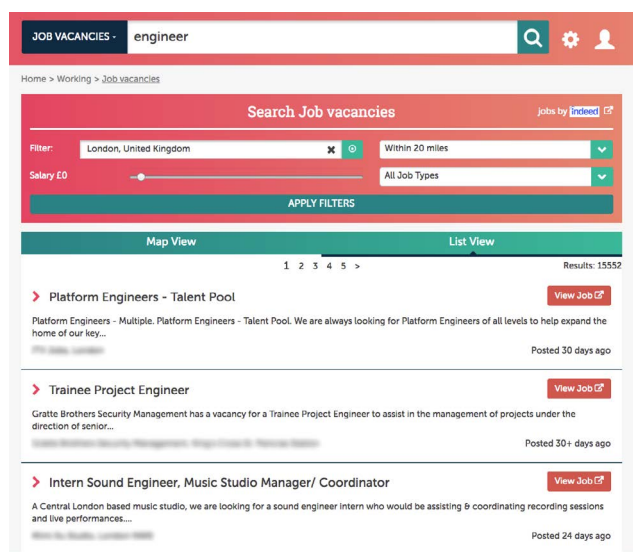 JOB VACANCIES -
engineer
Home > Working > Job vacancies
Search Job vacancies
jobs by indeed
Filter:
London, United Kingdom
Within 20 miles
Salary £0
All Job Types
APPLY FILTERS
Map View
List View
1 2 3 4 5 >
Results: 15552
Platform Engineers - Talent Pool
View Job
Platform Engineers - Multiple. Platform Engineers - Talent Pool. We are always looking for Platform Engineers of all levels to help expand the
home of our key...
Posted 30 days ago
Trainee Project Engineer
View Job
Gratte Brothers Security Management has a vacancy for a Trainee Project Engineer to assist in the management of projects under the
direction of senior...
Posted 30+ days ago
Intern Sound Engineer, Music Studio Manager/ Coordinator
View Job
A Central London based music studio, we are looking for a sound engineer intern who would be assisting & coordinating recording sessions
and live performances....
Posted 24 days ago